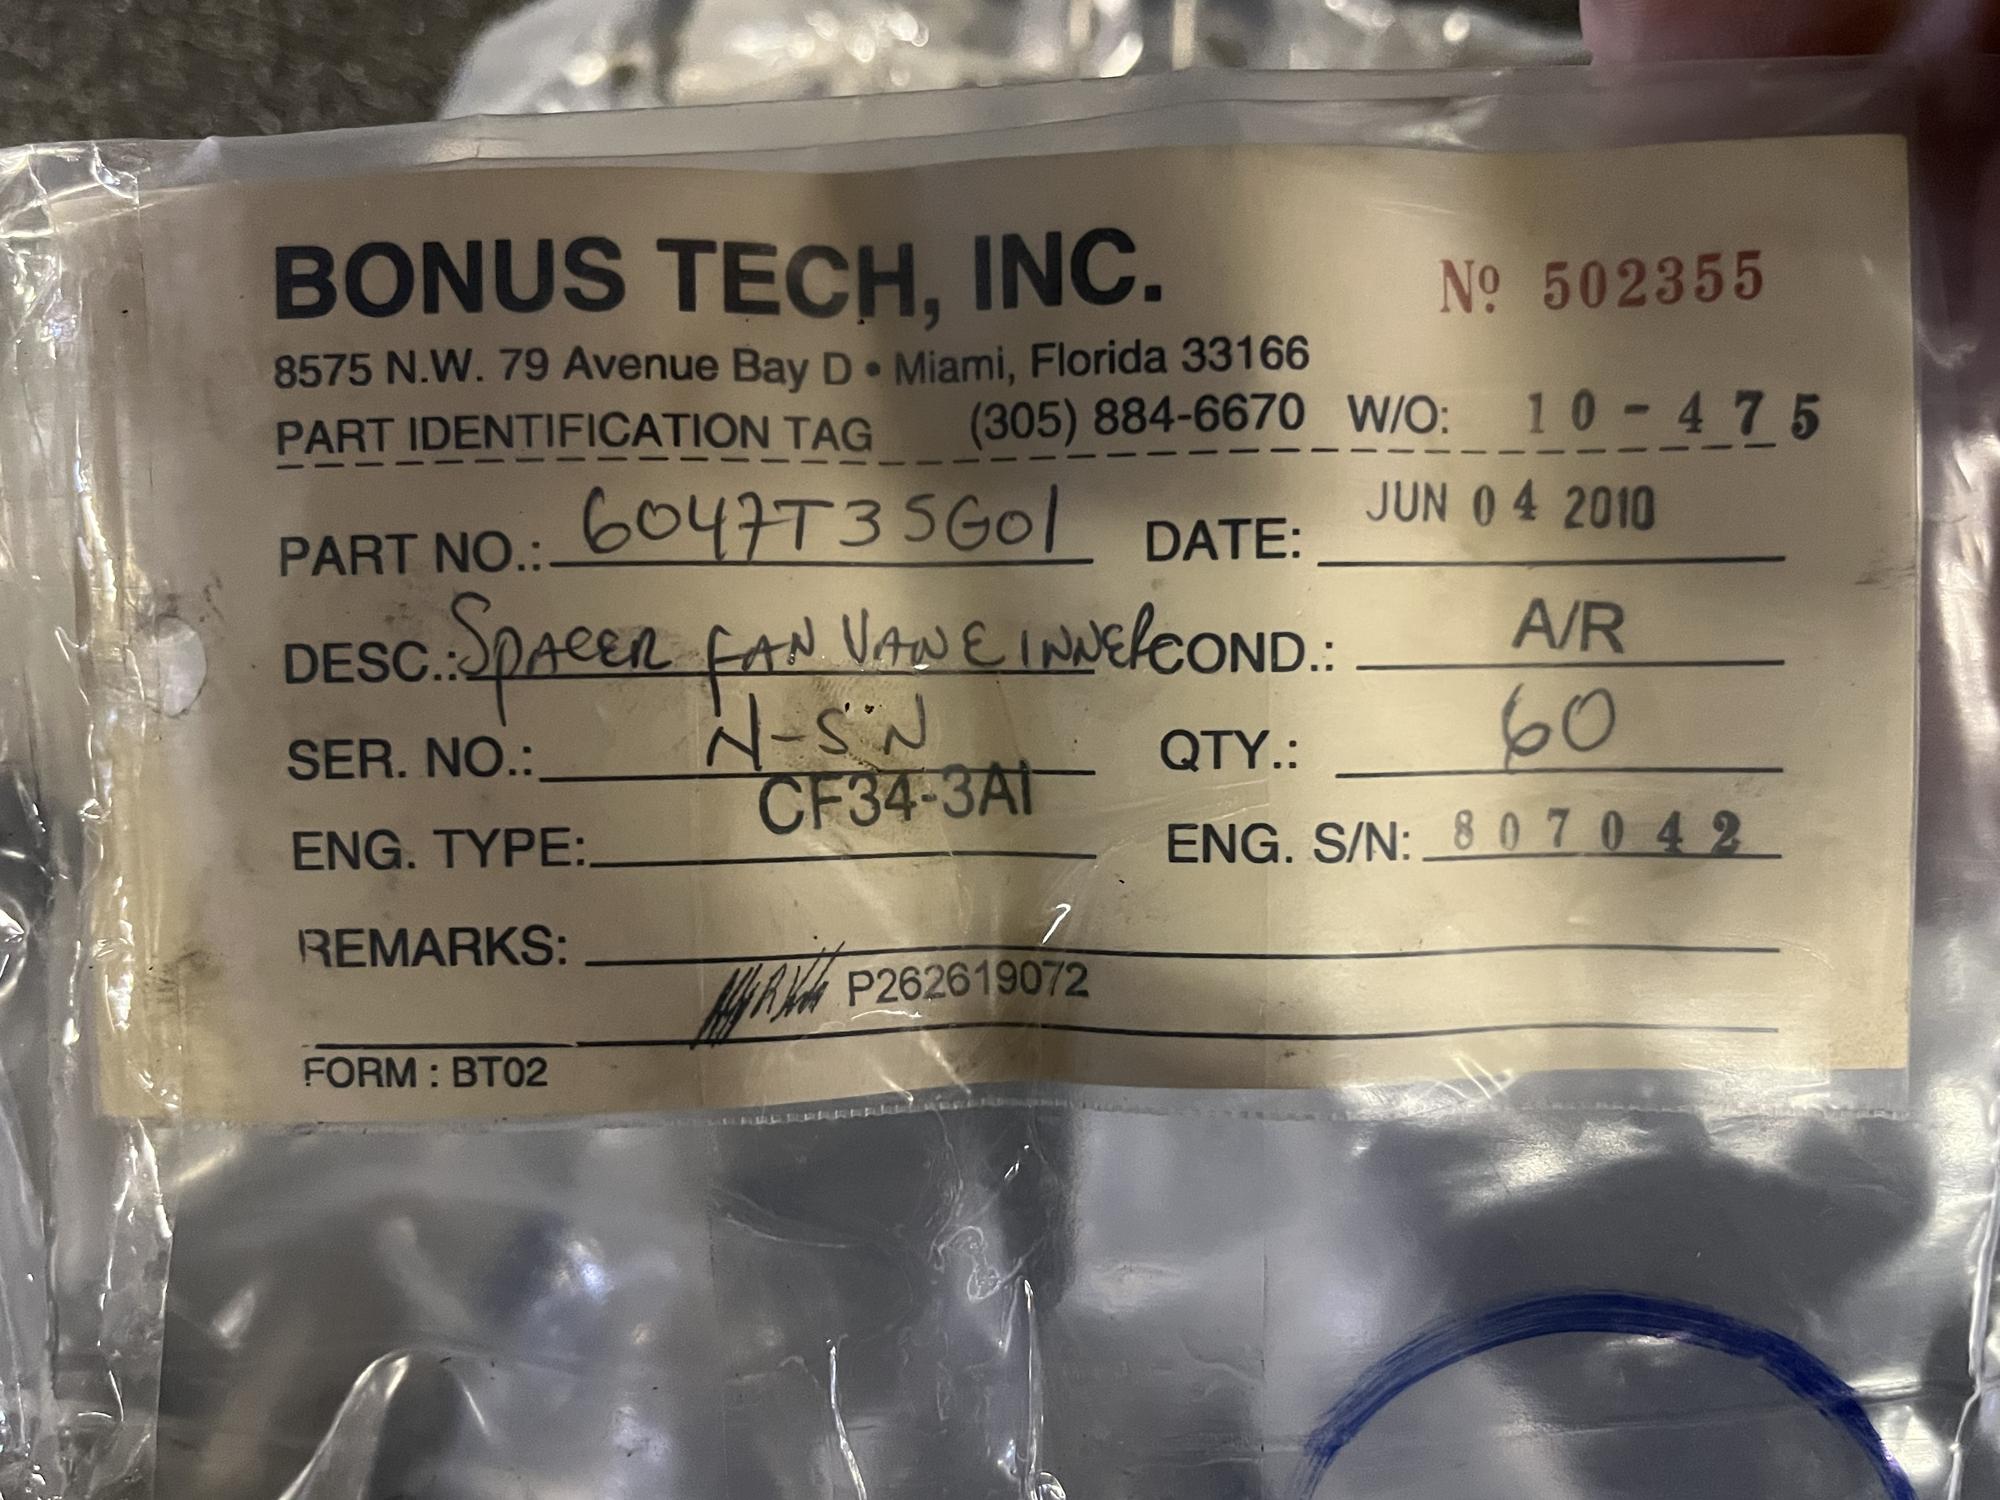 BONUS TECH, INC. Nº 502355
8575 N.W. 79 Avenue Bay D • Miami, Florida 33166
PART IDENTIFICATION TAG (305) 884-6670 W/O: 10-475
PART NO.: 6047T35G01 DATE: JUN 04 2010
DESC.: SPACER FAN VANE INNER COND.: A/R
SER. NO.: N-SN QTY.: 60
ENG. TYPE: CF34-3A1 ENG. S/N: 807042
REMARKS:
P262619072
FORM : BT02